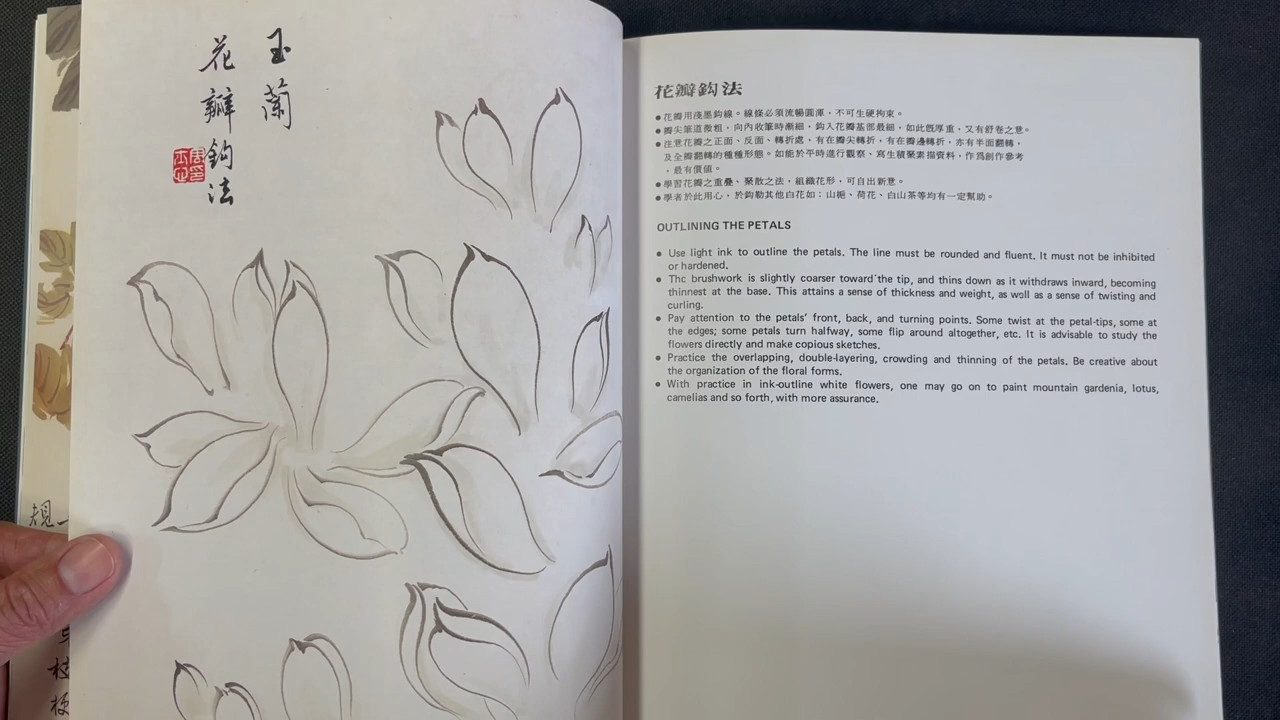 玉蘭
花瓣鈎法
花瓣鈎法
●花瓣用淺墨鈎線。線條必須流暢圓渾，不可生硬拘束。
●瓣尖筆道微粗，向內收筆時漸細，鈎入花瓣基部最細，如此旣厚重，又有舒卷之意。
●注意花瓣之正面、反面、轉折處，有在瓣尖轉折，有在瓣邊轉折，亦有半面翻轉，
及全瓣翻轉的種種形態。如能於平時進行觀察、寫生積聚素描資料，作爲創作參考
，最有價值。
●學習花瓣之重疊、聚散之法，組織花形，可自出新意。
●學者於此用心，於鈎勒其他白花如：山梔、荷花、白山茶等均有一定幫助。
OUTLINING THE PETALS
● Use light ink to outline the petals. The line must be rounded and fluent. It must not be inhibited
or hardened.
● The brushwork is slightly coarser toward the tip, and thins down as it withdraws inward, becoming
thinnest at the base. This attains a sense of thickness and weight, as well as a sense of twisting and
curling.
● Pay attention to the petals' front, back, and turning points. Some twist at the petal-tips, some at
the edges; some petals turn halfway, some flip around altogether, etc. It is advisable to study the
flowers directly and make copious sketches.
● Practice the overlapping, double-layering, crowding and thinning of the petals. Be creative about
the organization of the floral forms.
● With practice in ink-outline white flowers, one may go on to paint mountain gardenia, lotus,
camelias and so forth, with more assurance.